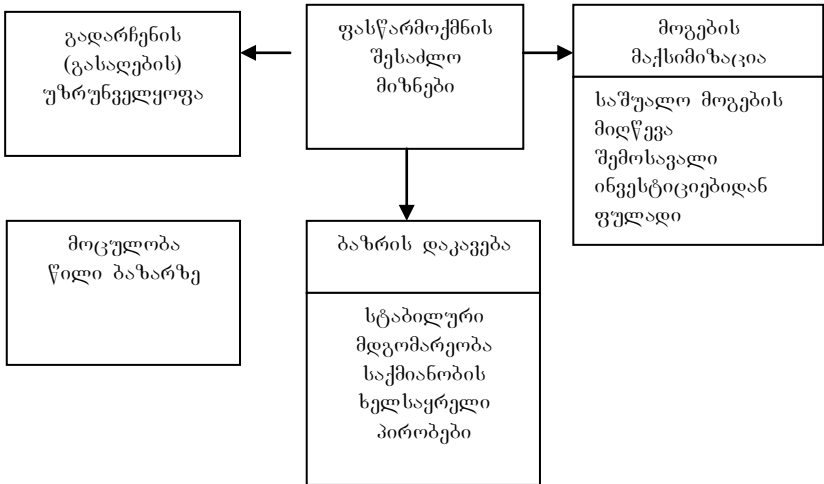 გადარჩენის
(გასაღების)
უზრუნველყოფა
ფასწარმოქმნის
შესაძლო
მიზნები
მოგების
მაქსიმიზაცია
საშუალო მოგების
მიღწევა
შემოსავალი
ინვესტიციებიდან
ფულადი
მოცულობა
წილი ბაზარზე
ბაზრის დაკავება
სტაბილური
მდგომარეობა
საქმიანობის
ხელსაყრელი
პირობები